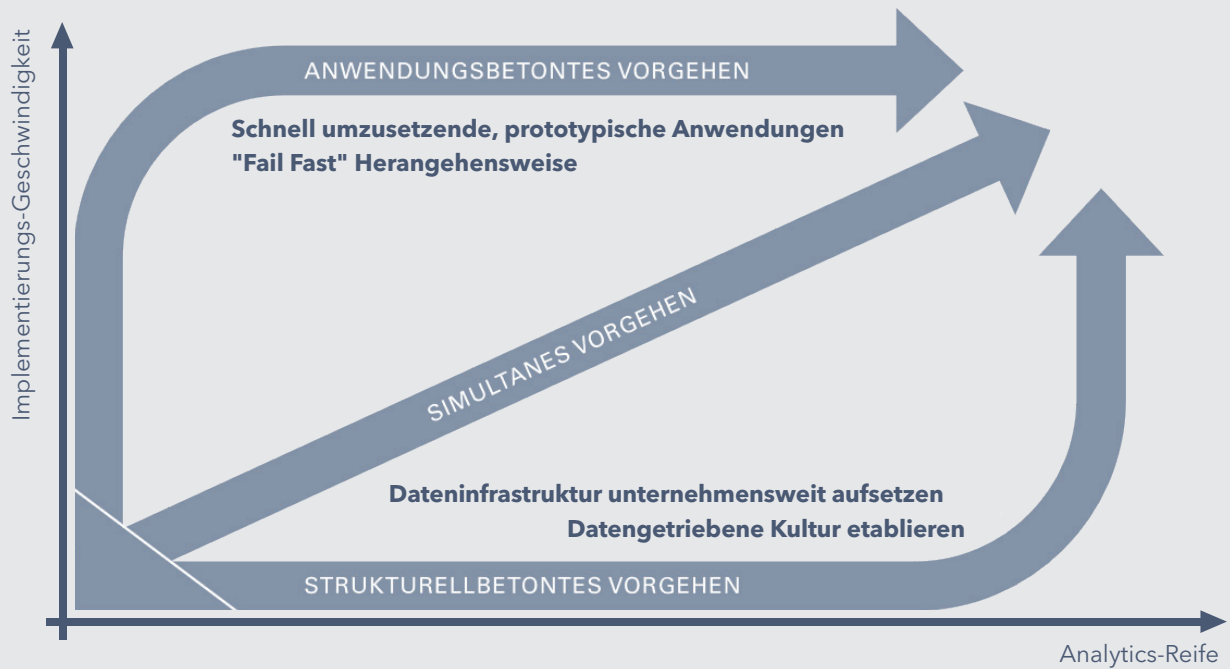 Implementierungs-Geschwindigkeit
ANWENDUNGSBETONTES VORGEHEN
Schnell umzusetzende, prototypische Anwendungen
"Fail Fast" Herangehensweise
SIMULTANES VORGEHEN
Dateninfrastruktur unternehmensweit aufsetzen
Datengetriebene Kultur etablieren
STRUKTURELLBETONTES VORGEHEN
Analytics-Reife